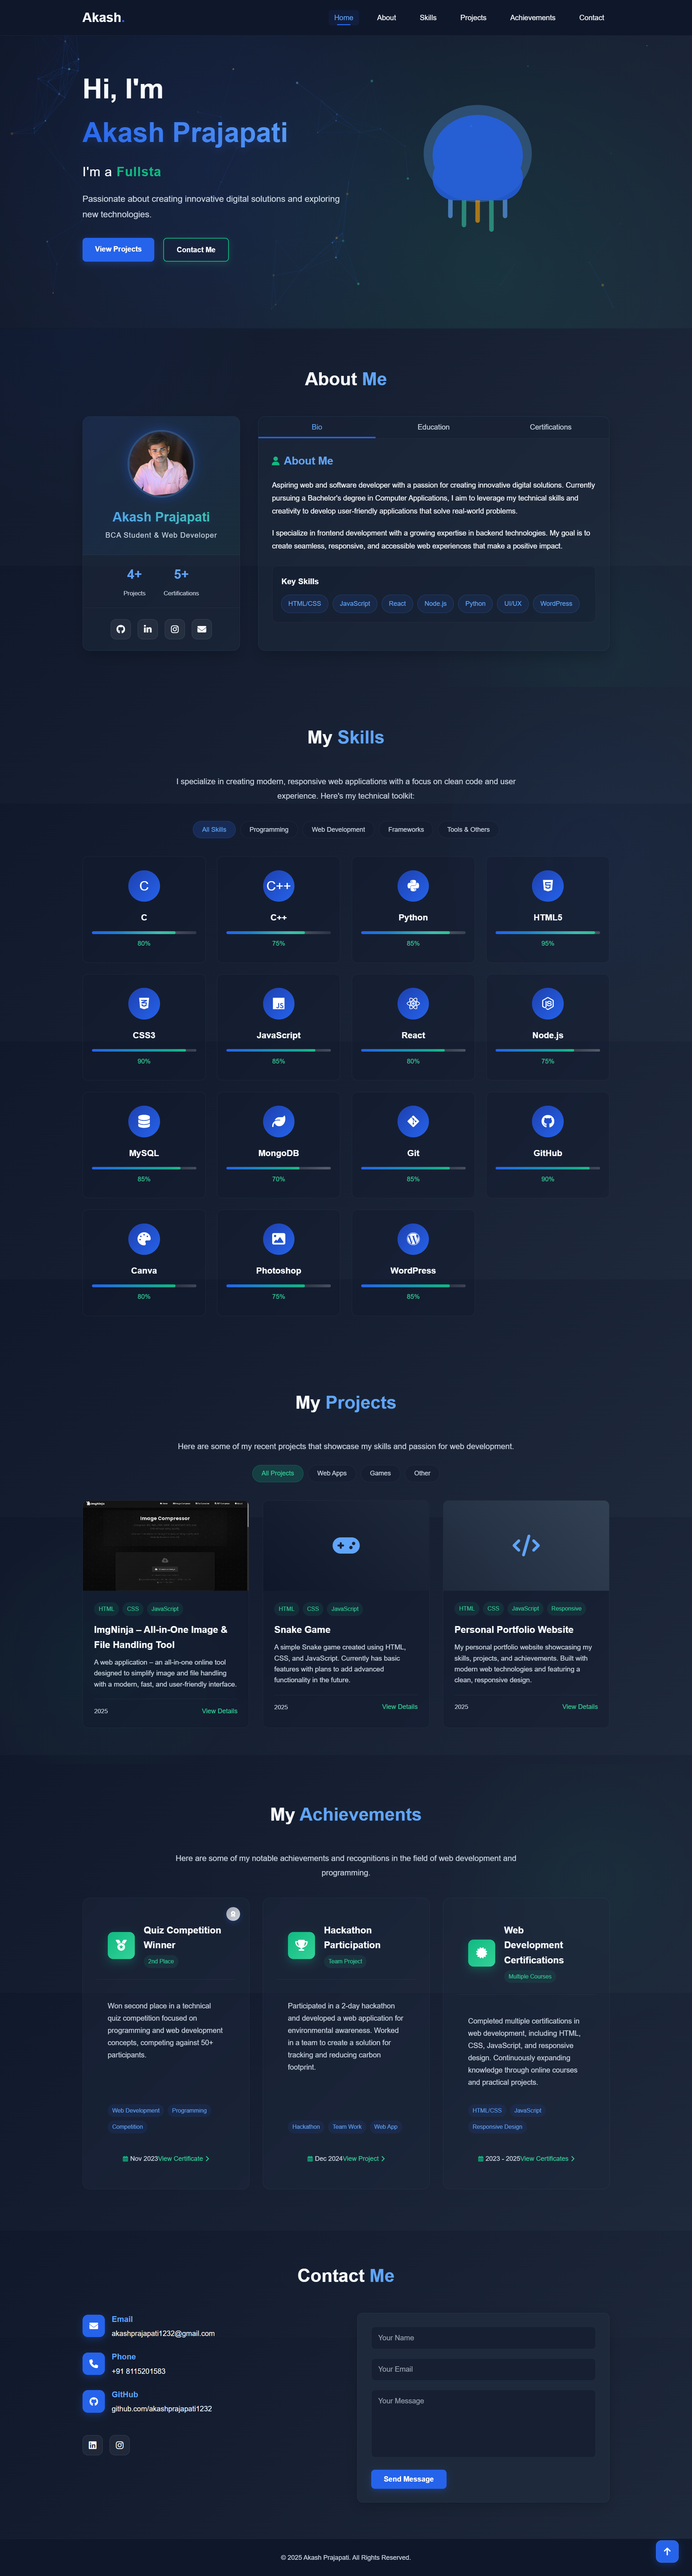 Akash.
Home
About
Skills
Projects
Achievements
Contact
Hi, I'm
Akash Prajapati
I'm a Fullsta
Passionate about creating innovative digital solutions and exploring
new technologies.
View Projects
Contact Me
About Me
Akash Prajapati
BCA Student & Web Developer
4+
Projects
5+
Certifications
Bio
Education
Certifications
About Me
Aspiring web and software developer with a passion for creating innovative digital solutions. Currently
pursuing a Bachelor's degree in Computer Applications, I aim to leverage my technical skills and
creativity to develop user-friendly applications that solve real-world problems.
I specialize in frontend development with a growing expertise in backend technologies. My goal is to
create seamless, responsive, and accessible web experiences that make a positive impact.
Key Skills
HTML/CSS
JavaScript
React
Node.js
Python
UI/UX
WordPress
My Skills
I specialize in creating modern, responsive web applications with a focus on clean code and user
experience. Here's my technical toolkit:
All Skills
Programming
Web Development
Frameworks
Tools & Others
C
C
80%
C++
C++
75%
Python
85%
HTML5
95%
CSS3
90%
JavaScript
85%
React
80%
Node.js
75%
MySQL
85%
MongoDB
70%
Git
85%
GitHub
90%
Canva
80%
Photoshop
75%
WordPress
85%
My Projects
Here are some of my recent projects that showcase my skills and passion for web development.
All Projects
Web Apps
Games
Other
Image Compressor
HTML
CSS
JavaScript
ImgNinja – All-in-One Image &
File Handling Tool
A web application – an all-in-one online tool
designed to simplify image and file handling
with a modern, fast, and user-friendly interface.
2025
View Details
HTML
CSS
JavaScript
Snake Game
A simple Snake game created using HTML,
CSS, and JavaScript. Currently has basic
features with plans to add advanced
functionality in the future.
2025
View Details
HTML
CSS
JavaScript
Responsive
Personal Portfolio Website
My personal portfolio website showcasing my
skills, projects, and achievements. Built with
modern web technologies and featuring a
clean, responsive design.
2025
View Details
My Achievements
Here are some of my notable achievements and recognitions in the field of web development and
programming.
Quiz Competition
Winner
2nd Place
Won second place in a technical
quiz competition focused on
programming and web development
concepts, competing against 50+
participants.
Web Development
Programming
Competition
Nov 2023
View Certificate
Hackathon
Participation
Team Project
Participated in a 2-day hackathon
and developed a web application for
environmental awareness. Worked
in a team to create a solution for
tracking and reducing carbon
footprint.
Hackathon
Team Work
Web App
Dec 2024
View Project
Web
Development
Certifications
Multiple Courses
Completed multiple certifications in
web development, including HTML,
CSS, JavaScript, and responsive
design. Continuously expanding
knowledge through online courses
and practical projects.
HTML/CSS
JavaScript
Responsive Design
2023 - 2025
View Certificates
Contact Me
Email
akashprajapati1232@gmail.com
Phone
+91 8115201583
GitHub
github.com/akashprajapati1232
Your Name
Your Email
Your Message
Send Message
© 2025 Akash Prajapati. All Rights Reserved.